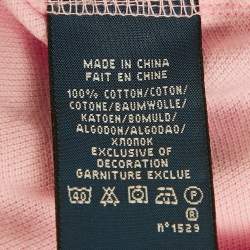 MADE IN CHINA
FAIT EN CHINE
100% COTTON/COTON/
COTONE/BAUMWOLLE/
KATOEN/BOMULD/
ALGODON/ALGODAO/
ХЛОПОК
EXCLUSIVE OF
DECORATION
GARNITURE EXCLUE
P
n°1529